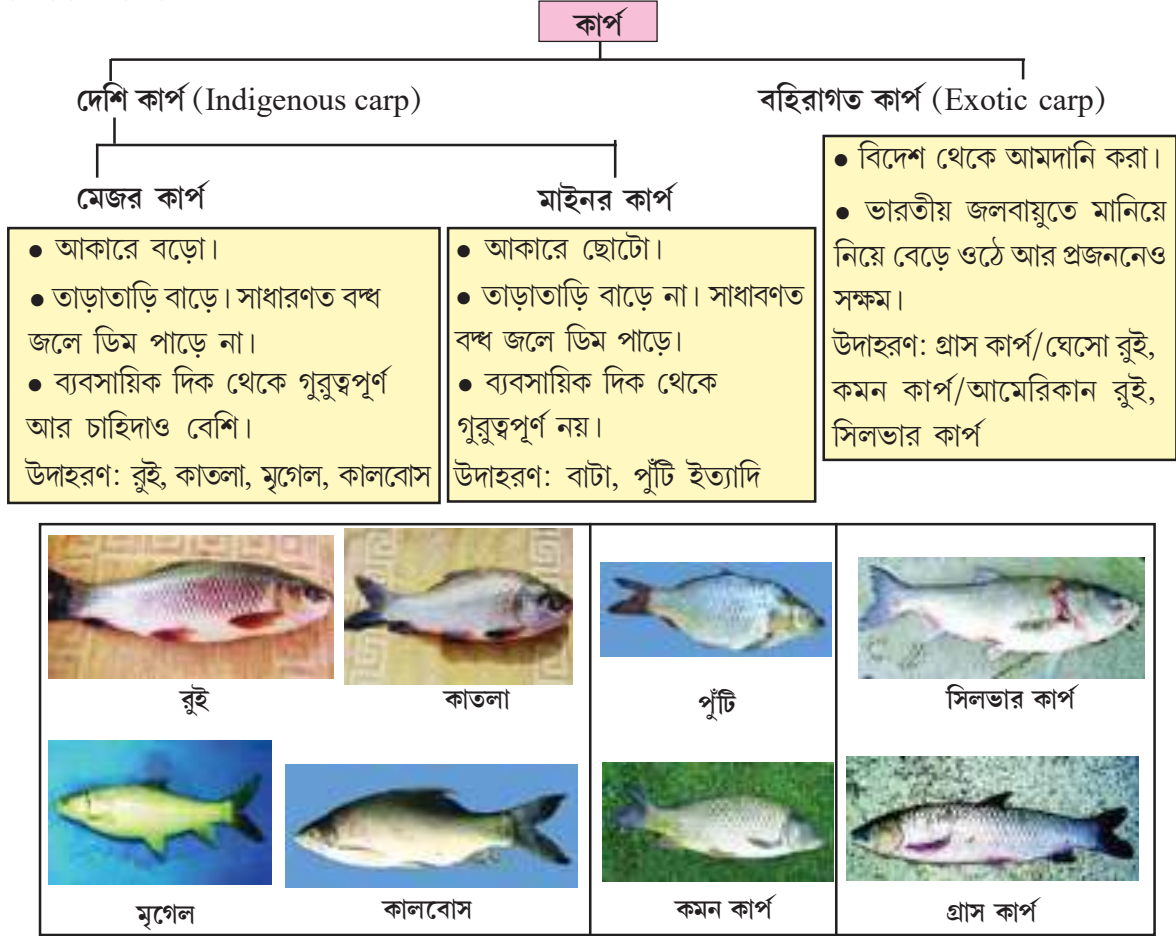 কার্প
দেশি কার্প (Indigenous carp)
বহিরাগত কার্প (Exotic carp)
মেজর কার্প
● আকারে বড়ো।
● তাড়াতাড়ি বাড়ে। সাধারণত বদ্ধ
জলে ডিম পাড়ে না।
● ব্যবসায়িক দিক থেকে গুরুত্বপূর্ণ
আর চাহিদাও বেশি।
উদাহরণ: রুই, কাতলা, মৃগেল, কালবোস
মাইনর কার্প
● আকারে ছোটো।
● তাড়াতাড়ি বাড়ে না। সাধাবণত
বদ্ধ জলে ডিম পাড়ে।
● ব্যবসায়িক দিক থেকে
গুরুত্বপূর্ণ নয়।
উদাহরণ: বাটা, পুঁটি ইত্যাদি
● বিদেশ থেকে আমদানি করা।
● ভারতীয় জলবায়ুতে মানিয়ে
নিয়ে বেড়ে ওঠে আর প্রজননেও
সক্ষম।
উদাহরণ: গ্রাস কার্প/ঘেসো রুই,
কমন কার্প/আমেরিকান রুই,
সিলভার কার্প
রুই
কাতলা
পুঁটি
সিলভার কার্প
মৃগেল
কালবোস
কমন কার্প
গ্রাস কার্প